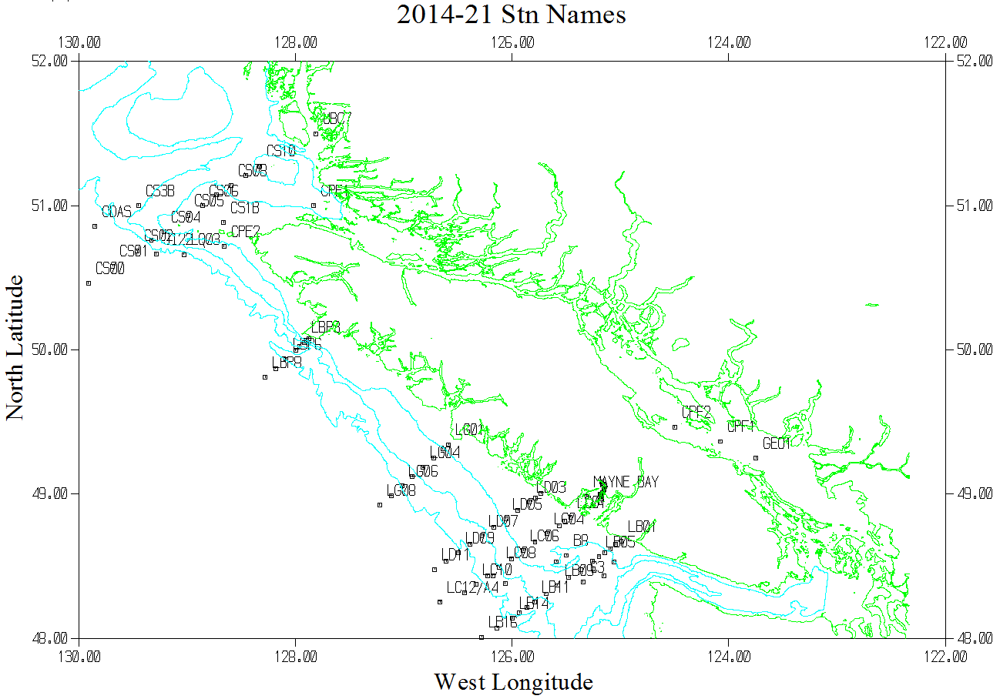 2014-21 Stn Names
130.00 128.00 126.00 124.00 122.00
52.00 52.00
UBC7
CS10
CS08
CS3B CS06 CPE1
CS05
CS1B
51.00 51.00
CDAS
CS04
CPE2
CS01
CS00
LBP3
50.00 50.00
LBP8
CPF2
LG01
CPF1
GEO1
LG04
LG06
LD03 MAYNE BAY
49.00 49.00
LG08
LD05
LD07 LC04 LB01
LD09 LC06 B8
LD11 LC08
LB09
LC12/A4 LB11
LB14
LB16
48.00 48.00
130.00 128.00 126.00 124.00 122.00
West Longitude
North Latitude